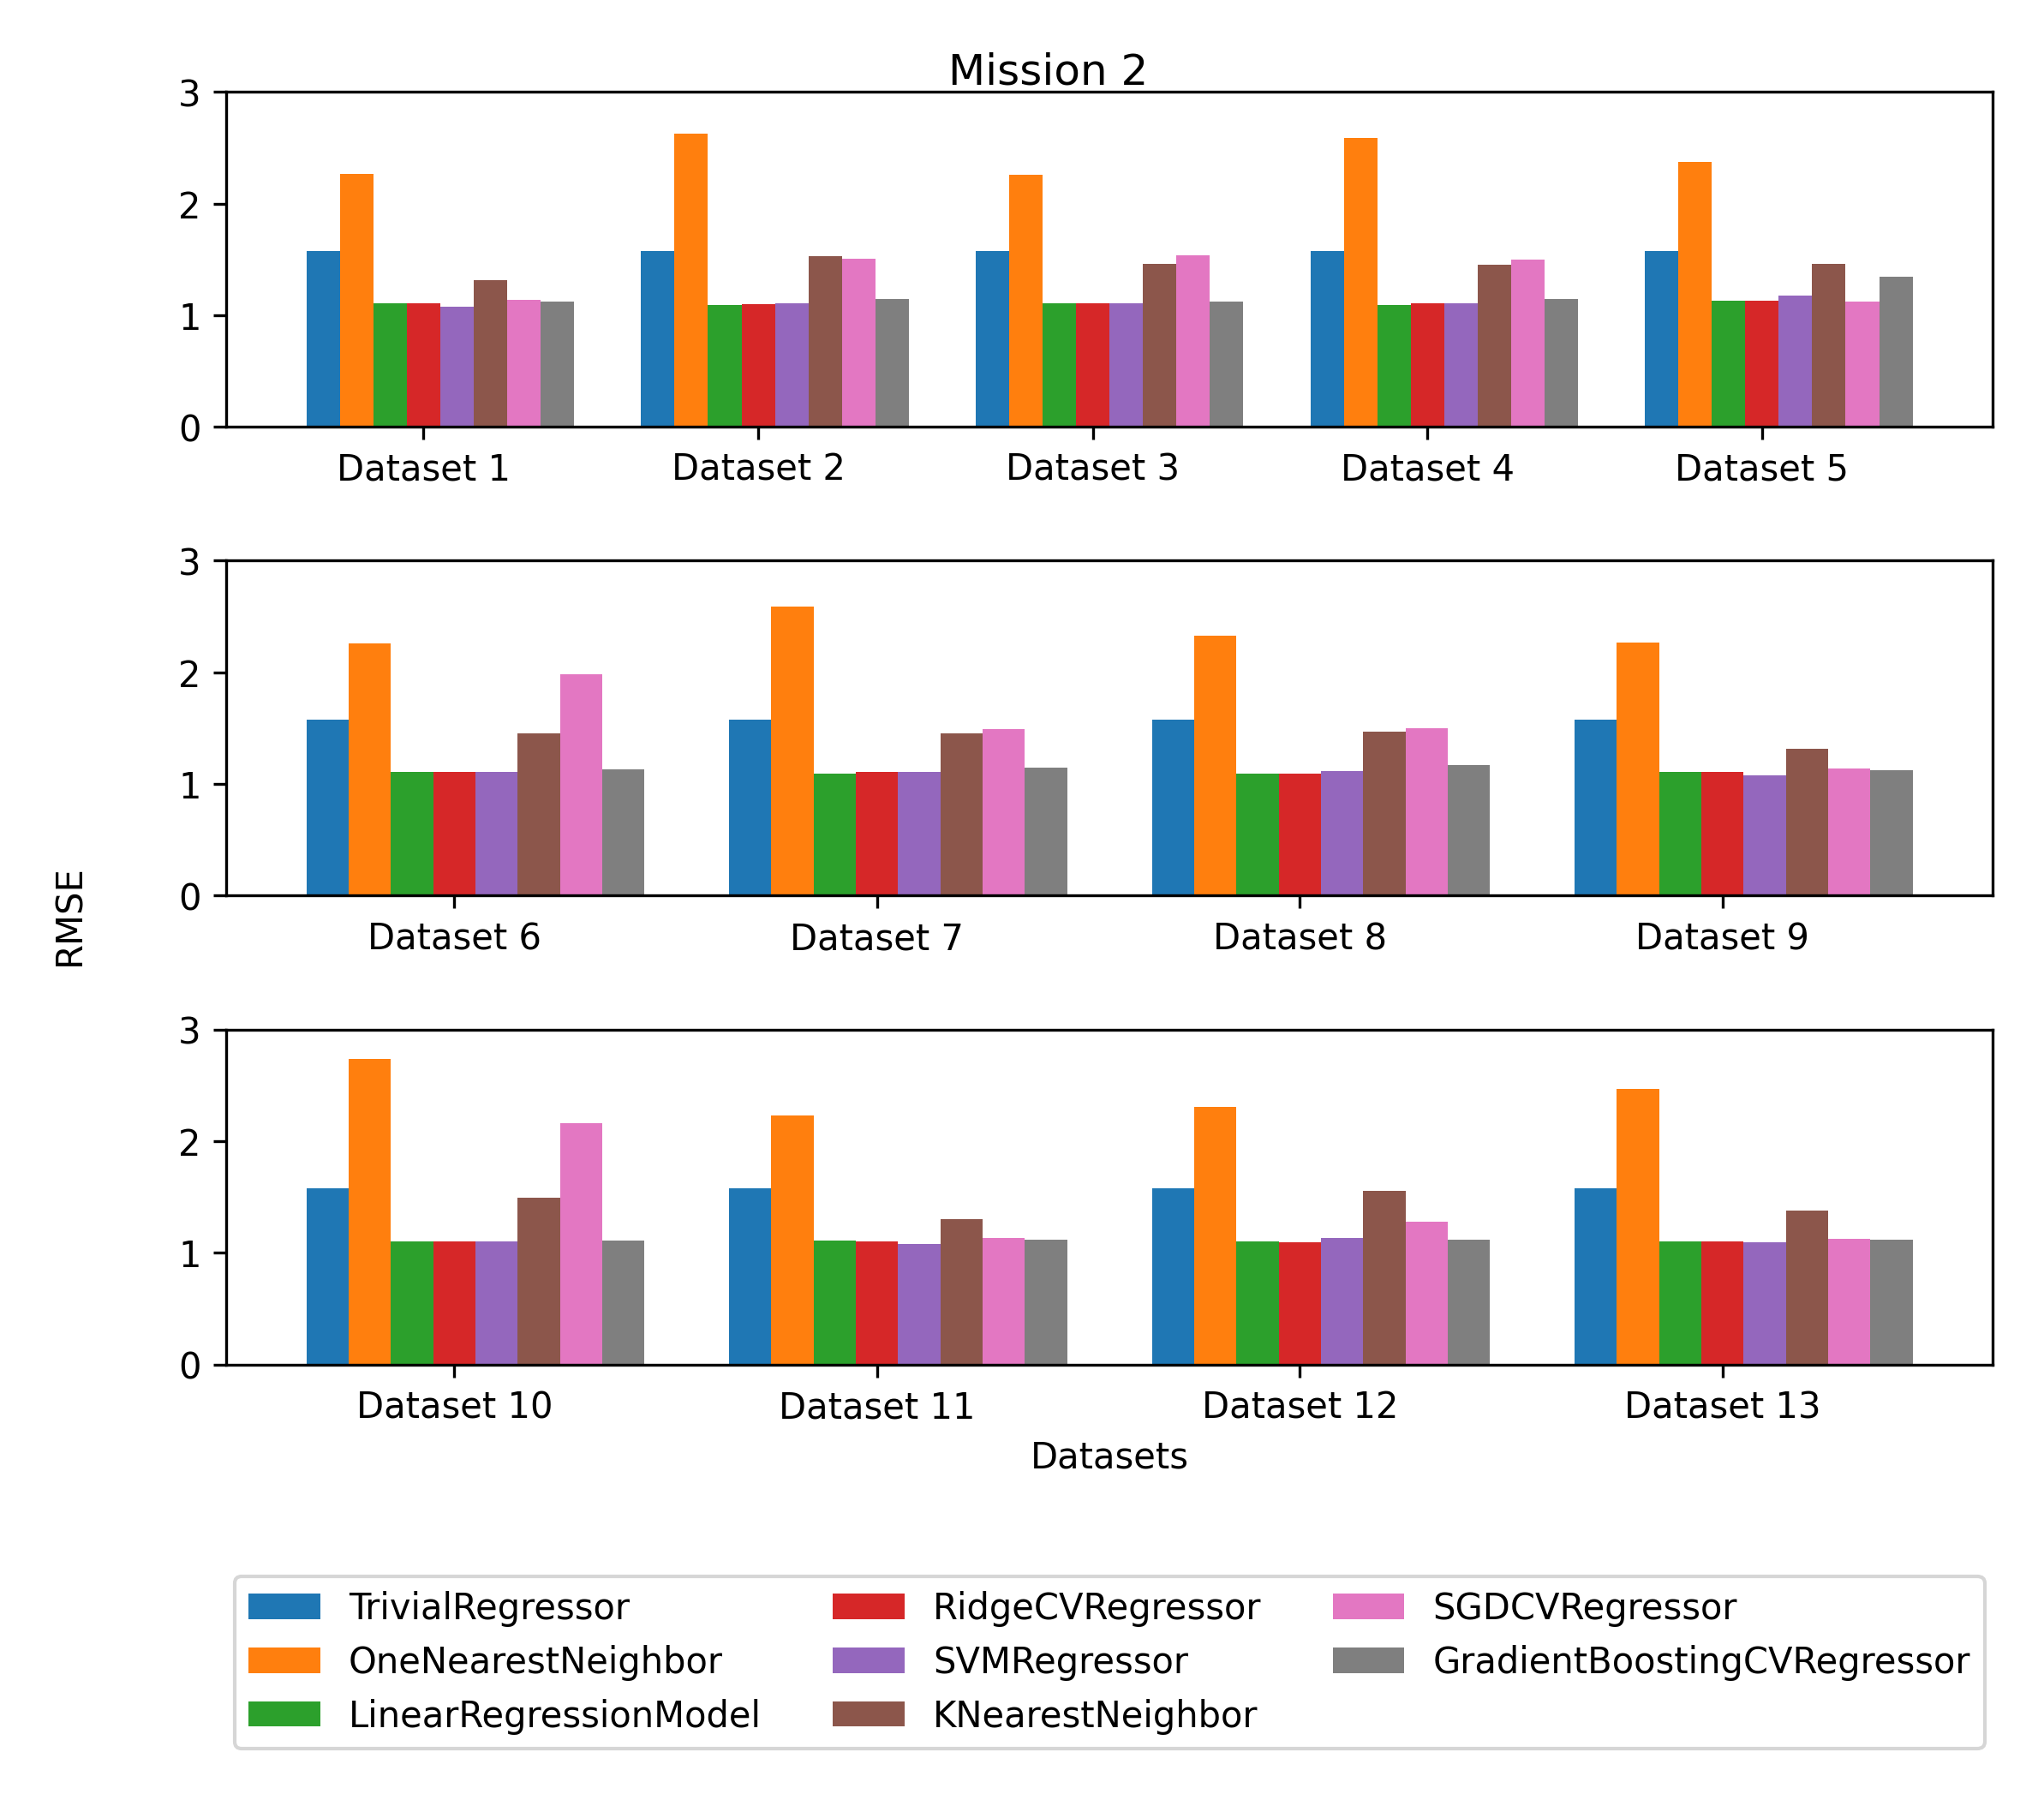 Mission 2
3
2
1
0
Dataset 1 Dataset 2 Dataset 3 Dataset 4 Dataset 5
3
2
1
0
Dataset 6 Dataset 7 Dataset 8 Dataset 9
RMSE
3
2
1
0
Dataset 10 Dataset 11 Dataset 12 Dataset 13
Datasets
TrivialRegressor RidgeCVRegressor SGDCVRegressor
OneNearestNeighbor SVMRegressor GradientBoostingCVRegressor
LinearRegressionModel KNearestNeighbor